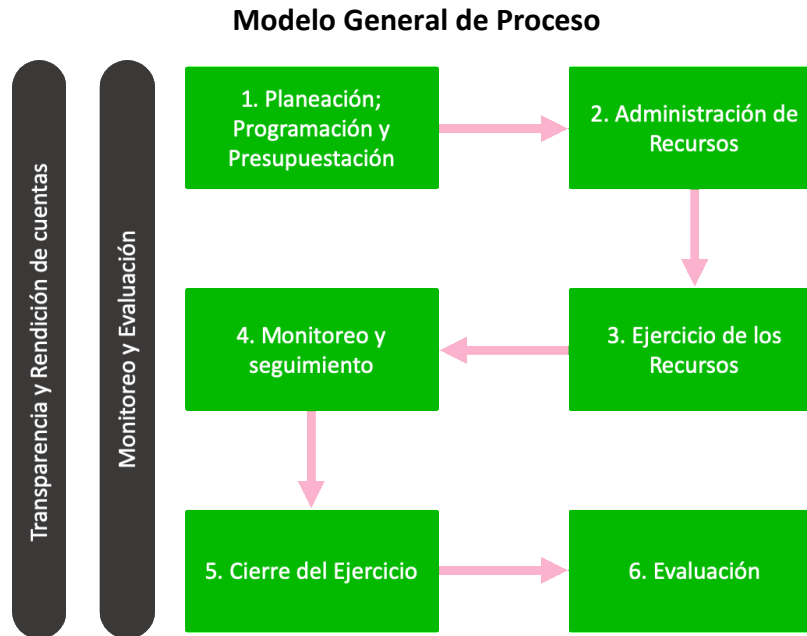 Modelo General de Proceso
Transparencia y Rendición de cuentas
Monitoreo y Evaluación
1. Planeación;
Programación y
Presupuestación
2. Administración de
Recursos
3. Ejercicio de los
Recursos
4. Monitoreo y
seguimiento
5. Cierre del Ejercicio
6. Evaluación